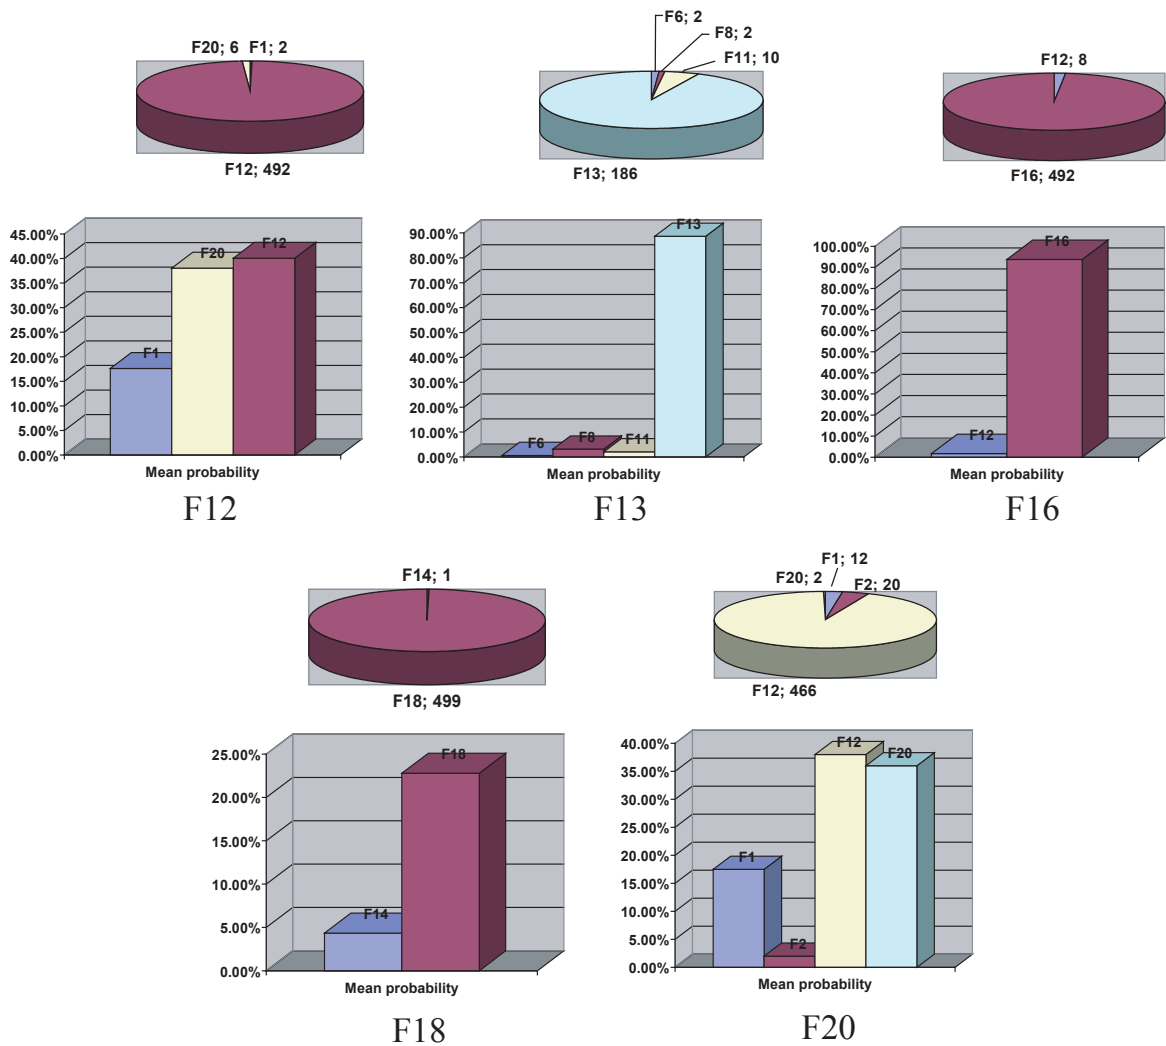 F20; 6 F1; 2
F12; 492
45.00%
40.00%
35.00%
30.00%
25.00%
20.00%
15.00%
10.00%
5.00%
0.00%
F1
F20
F12
Mean probability
F12
F6; 2
F8; 2
F11; 10
F13; 186
90.00%
80.00%
70.00%
60.00%
50.00%
40.00%
30.00%
20.00%
10.00%
0.00%
F6
F8
F11
F13
Mean probability
F13
F12; 8
F16; 492
100.00%
90.00%
80.00%
70.00%
60.00%
50.00%
40.00%
30.00%
20.00%
10.00%
0.00%
F12
F16
Mean probability
F16
F14; 1
F18; 499
25.00%
20.00%
15.00%
10.00%
5.00%
0.00%
F14
F18
Mean probability
F18
F1; 12
F20; 2
F2; 20
F12; 466
40.00%
35.00%
30.00%
25.00%
20.00%
15.00%
10.00%
5.00%
0.00%
F1
F2
F12
F20
Mean probability
F20